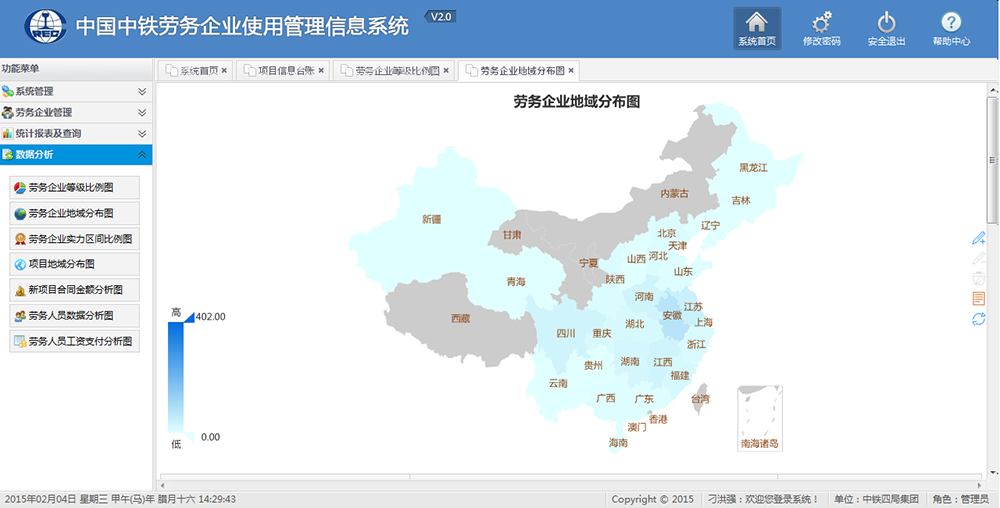 REC
中国中铁劳务企业使用管理信息系统
V2.0
系统首页
修改密码
安全退出
帮助中心
功能菜单
系统管理
劳务企业管理
统计报表及查询
数据分析
劳务企业等级比例图
劳务企业地域分布图
劳务企业实力区间比例图
项目地域分布图
新项目合同金额分析图
劳务人员数据分析图
劳务人员工资支付分析图
系统首页
项目信息台账
劳务企业等级比例图
劳务企业地域分布图
劳务企业地域分布图
黑龙江
内蒙古
吉林
新疆
辽宁
甘肃
北京
天津
宁夏
山西
河北
陕西
山东
青海
河南
江苏
西藏
安徽
上海
四川
重庆
湖北
浙江
贵州
湖南
江西
福建
云南
广西
广东
台湾
香港
澳门
海南
南海诸岛
高
402.00
0.00
低
2015年02月04日 星期三 甲午(马)年 腊月十六 14:29:43
Copyright © 2015
刁洪强：欢迎您登录系统！
单位：中铁四局集团
角色：管理员